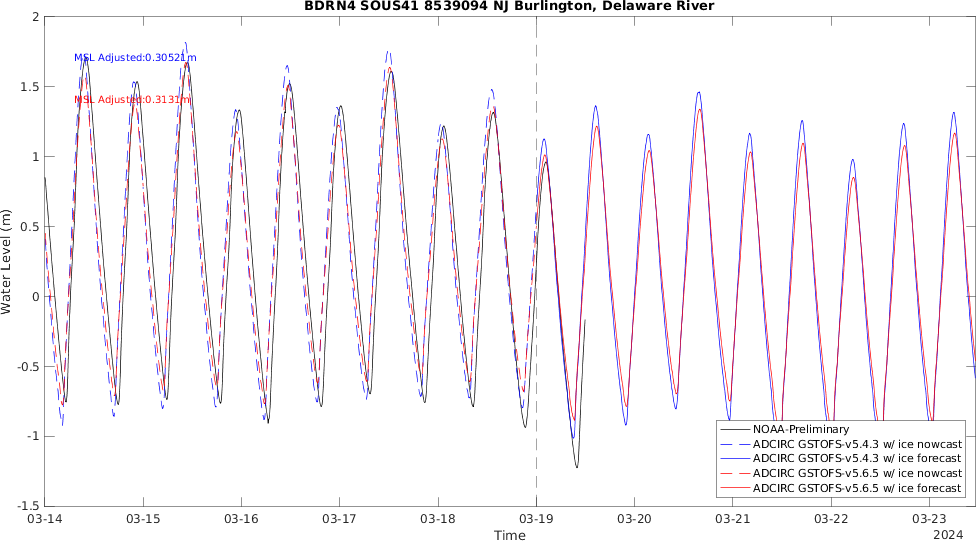 BDRN4 SOUS41 8539094 NJ Burlington, Delaware River
2
MSL Adjusted:0.30521m
1.5
MSL Adjusted:0.3131m
1
0.5
Water Level (m)
0
-0.5
-1
-1.5
NOAA-Preliminary
ADCIRC GSTOFS-v5.4.3 w/ ice nowcast
ADCIRC GSTOFS-v5.4.3 w/ ice forecast
ADCIRC GSTOFS-v5.6.5 w/ ice nowcast
ADCIRC GSTOFS-v5.6.5 w/ ice forecast
03-14 03-15 03-16 03-17 03-18 03-19 03-20 03-21 03-22 03-23
Time
2024